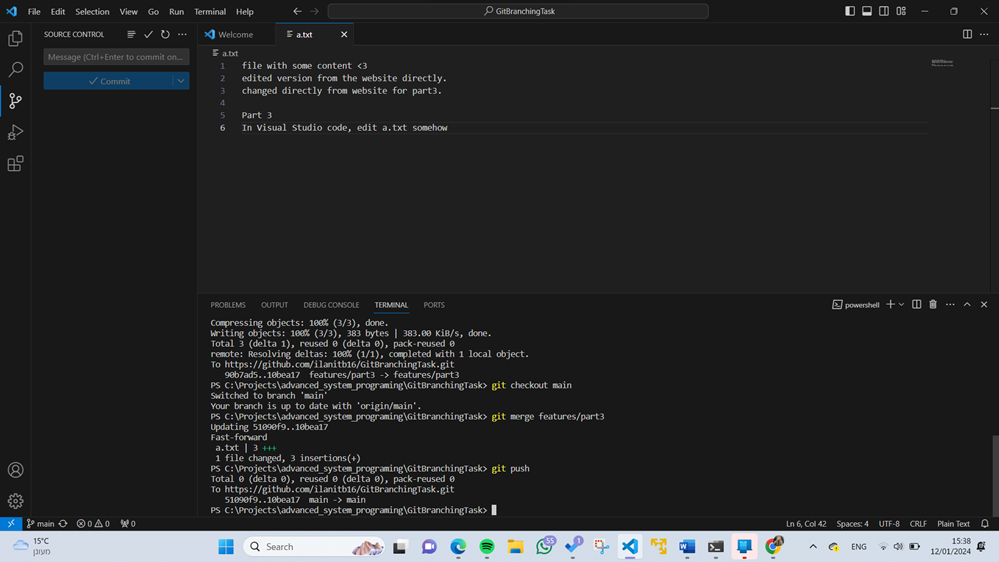 File Edit Selection View Go Run Terminal Help
GitBranchingTask
SOURCE CONTROL
Message (Ctrl+Enter to commit on...
Commit
Welcome
a.txt
a.txt
1 file with some content <3
2 edited version from the website directly.
3 changed directly from website for part3.
4
5 Part 3
6 In Visual Studio code, edit a.txt somehow
PROBLEMS OUTPUT DEBUG CONSOLE TERMINAL PORTS
powershell
Compressing objects: 100% (3/3), done.
Writing objects: 100% (3/3), 383 bytes | 383.00 KiB/s, done.
Total 3 (delta 1), reused 0 (delta 0), pack-reused 0
remote: Resolving deltas: 100% (1/1), completed with 1 local object.
To https://github.com/ilanitb16/GitBranchingTask.git
90b7ad5..10bea17 features/part3 -> features/part3
PS C:\Projects\advanced_system_programing\GitBranchingTask> git checkout main
Switched to branch 'main'
Your branch is up to date with 'origin/main'.
PS C:\Projects\advanced_system_programing\GitBranchingTask> git merge features/part3
Updating 51090f9..10bea17
Fast-forward
a.txt | 3 +++
1 file changed, 3 insertions(+)
PS C:\Projects\advanced_system_programing\GitBranchingTask> git push
Total 0 (delta 0), reused 0 (delta 0), pack-reused 0
To https://github.com/ilanitb16/GitBranchingTask.git
51090f9..10bea17 main -> main
PS C:\Projects\advanced_system_programing\GitBranchingTask>
main 0 0 0
Ln 6, Col 42 Spaces: 4 UTF-8 CRLF Plain Text
15°C
מעונן
Search
55
1
ENG
15:38
12/01/2024